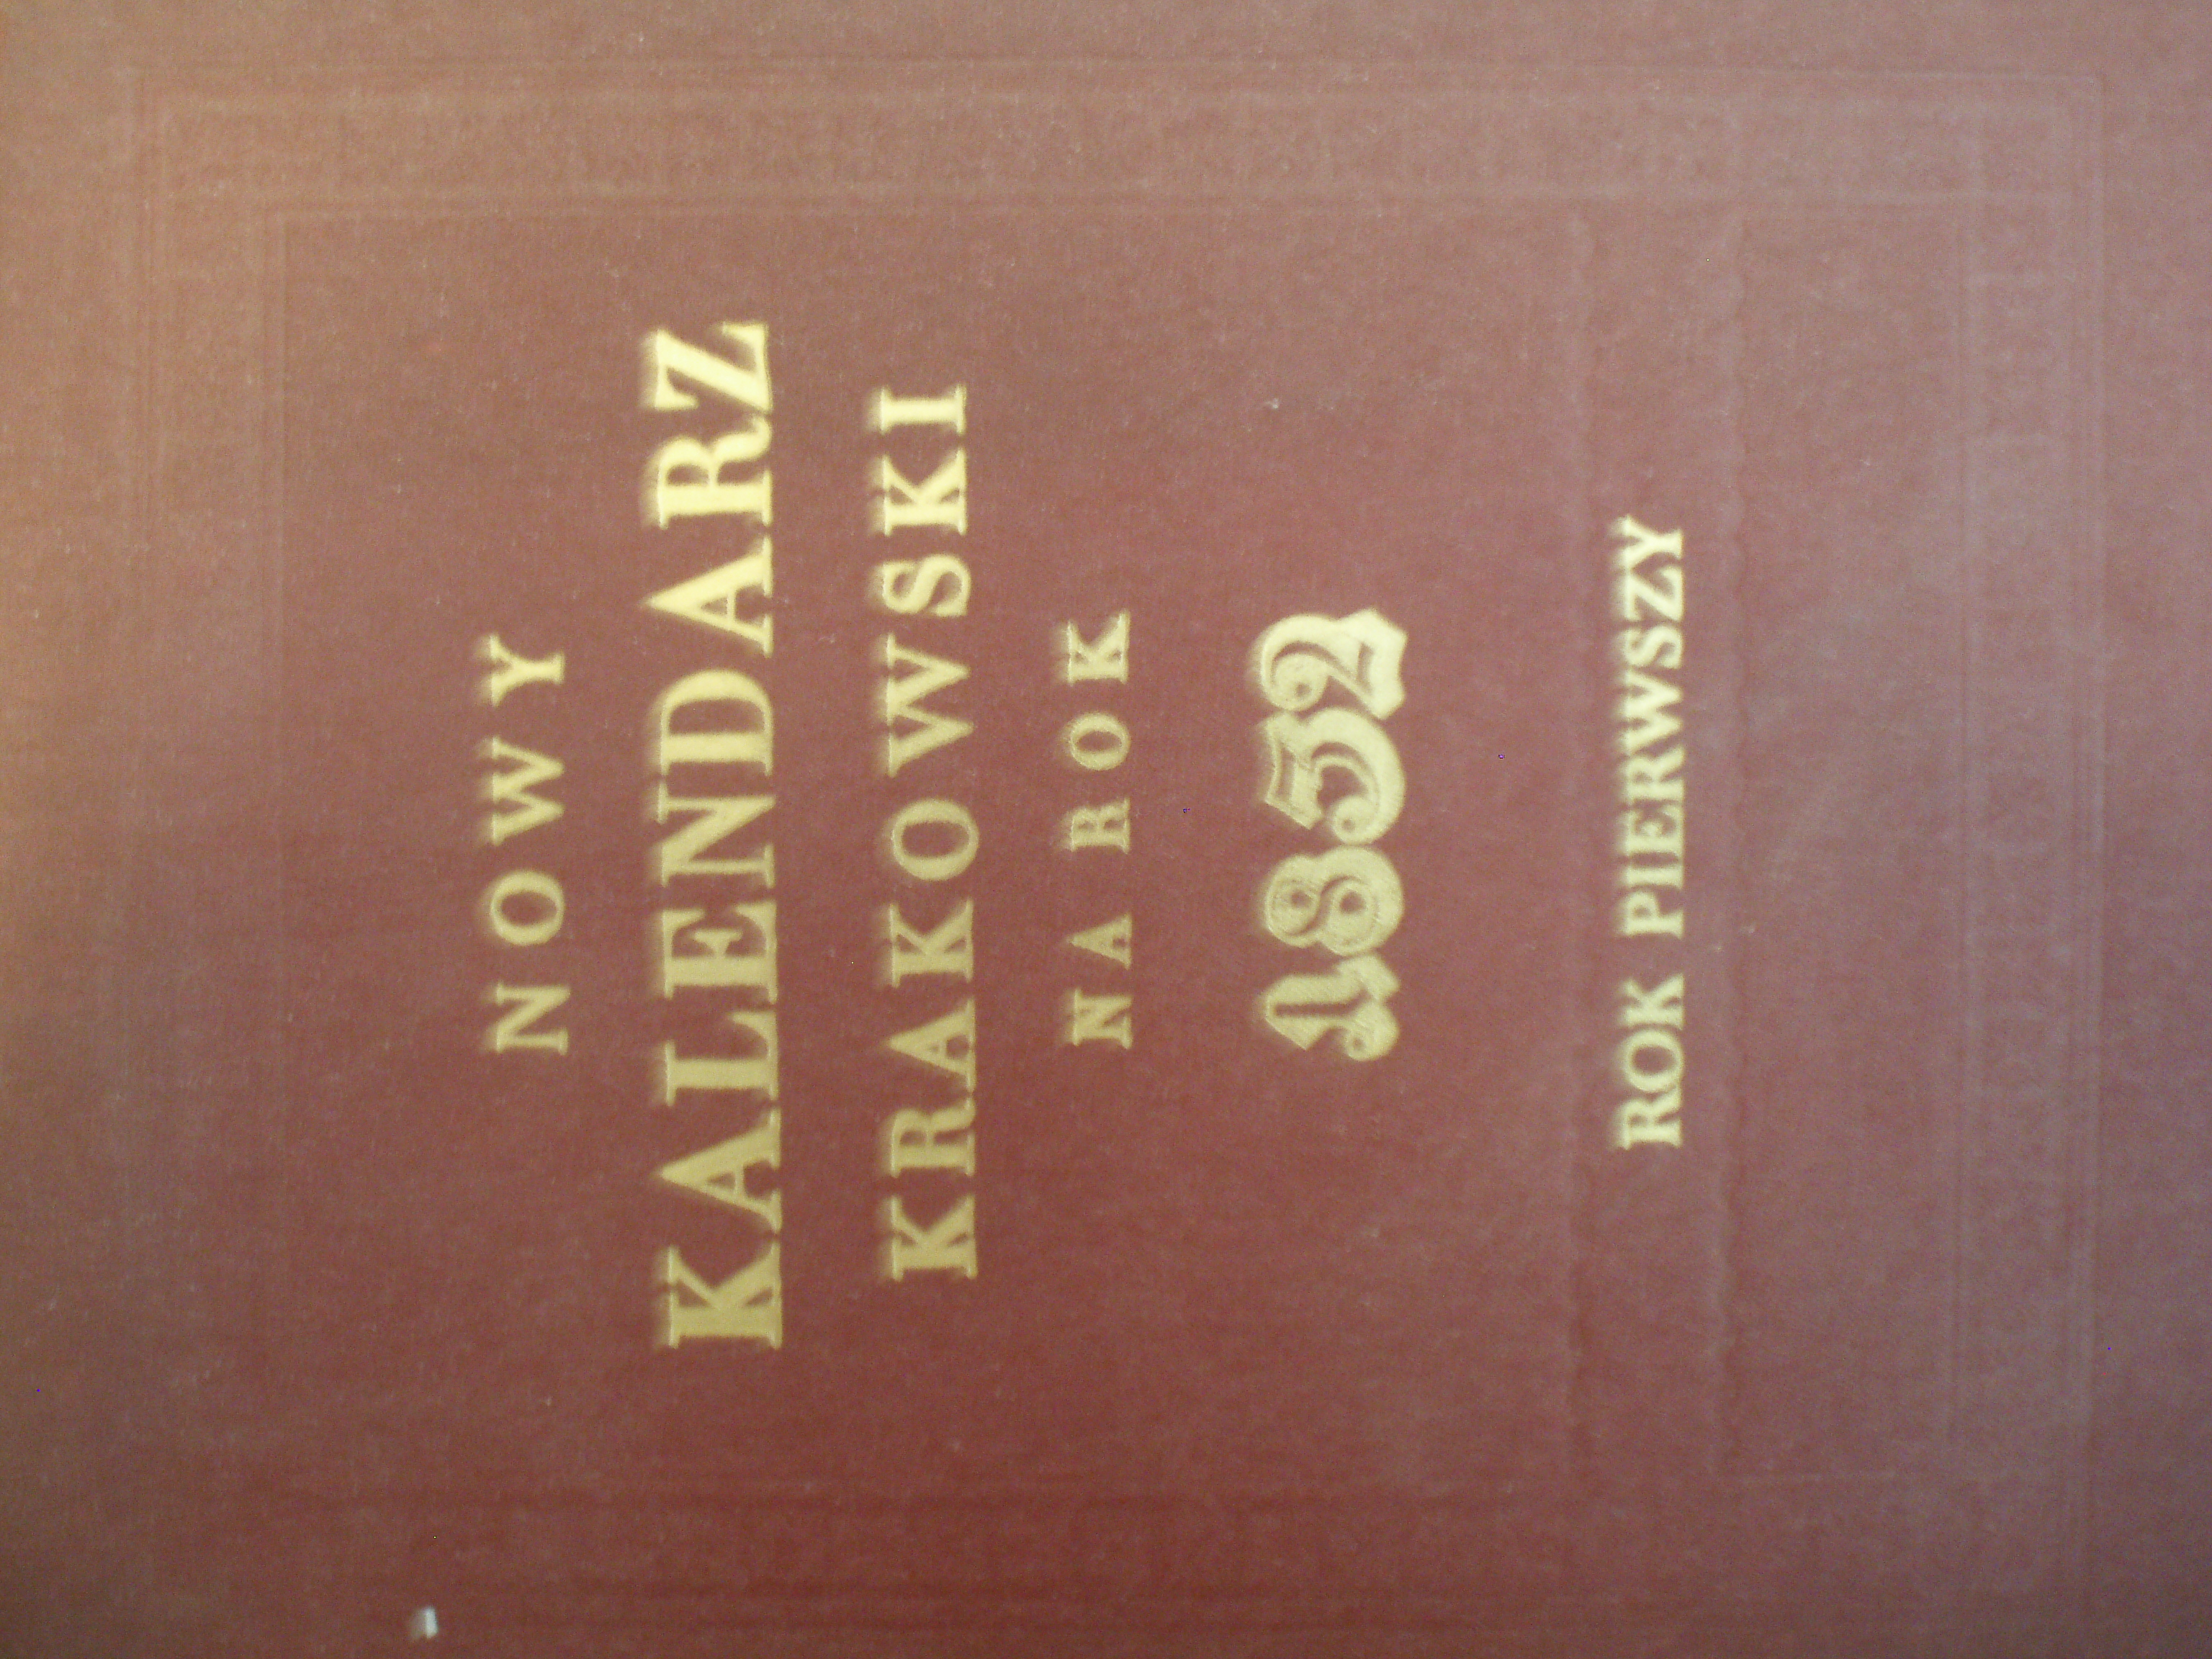 NOWY
KALENDARZ
KRAKOWSKI
NA ROK
1852
ROK PIERWSZY